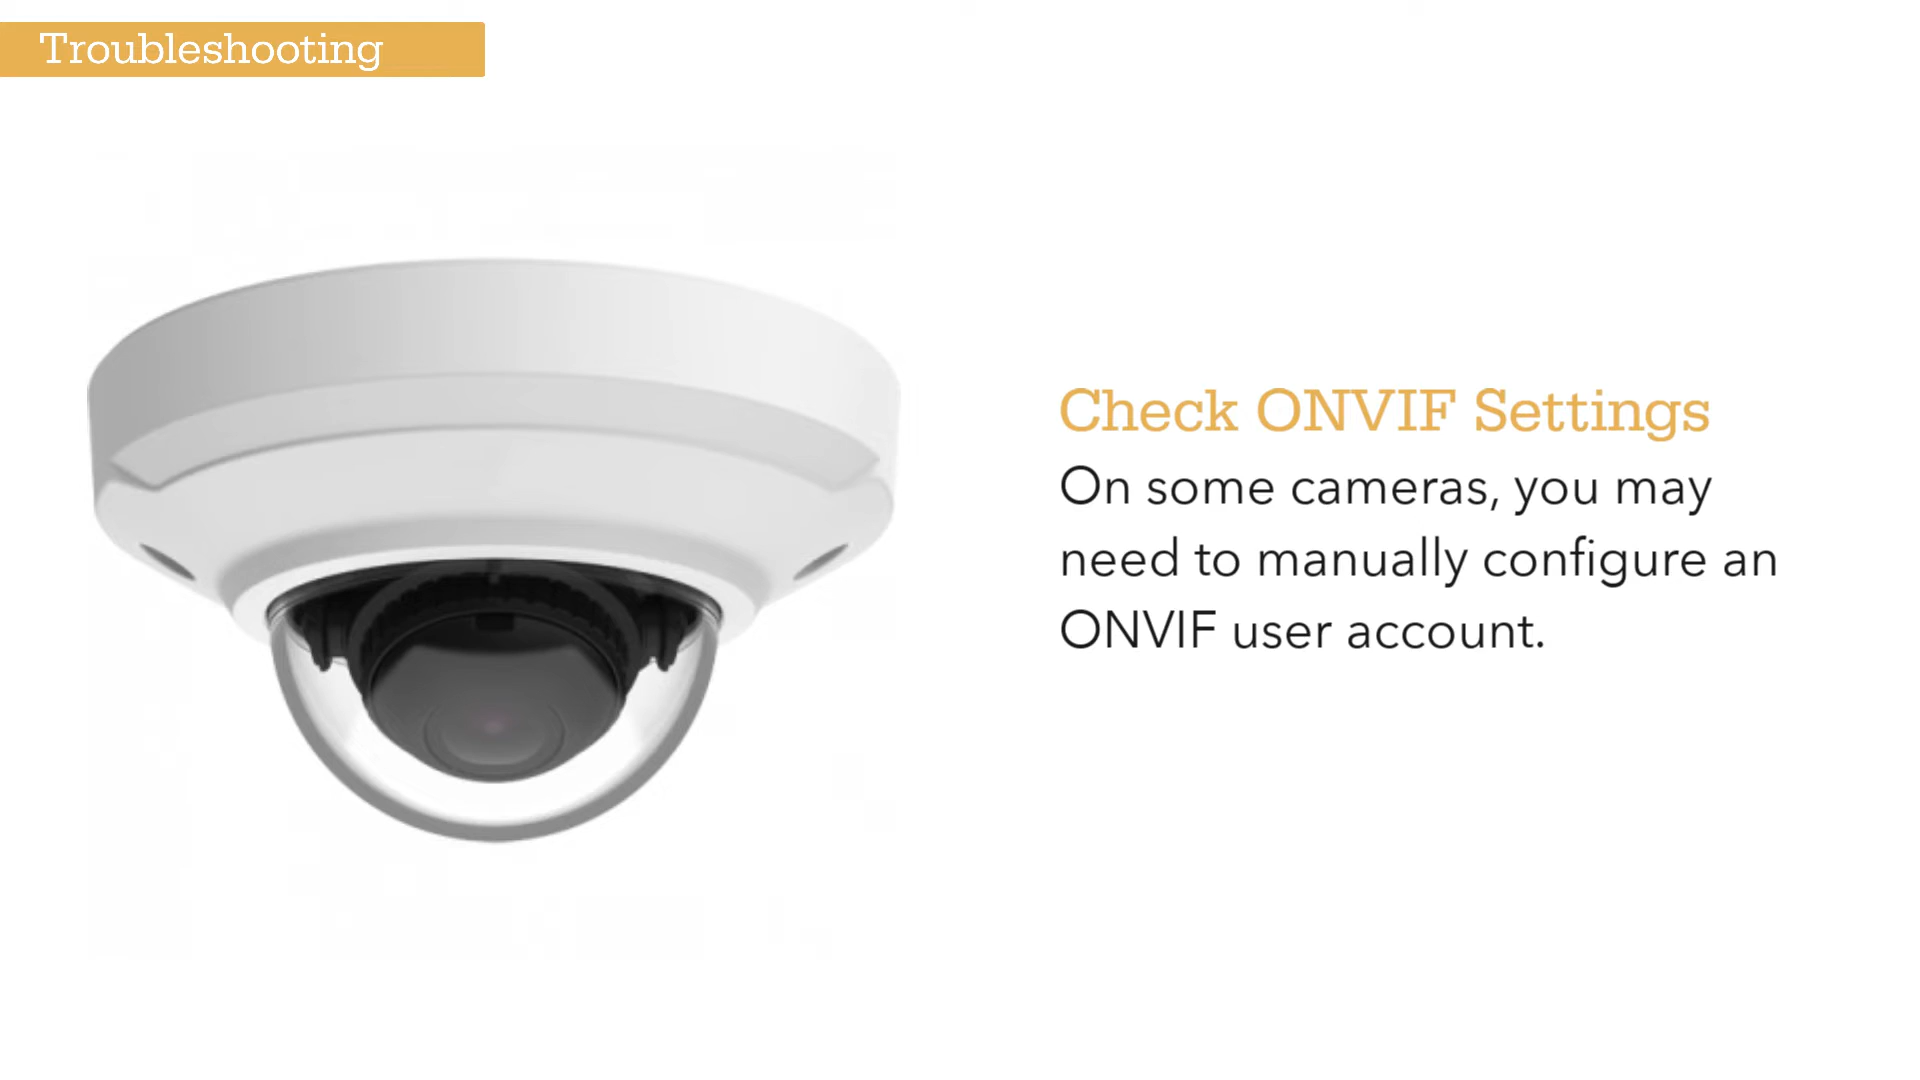 Troubleshooting
Check ONVIF Settings
On some cameras, you may
need to manually configure an
ONVIF user account.